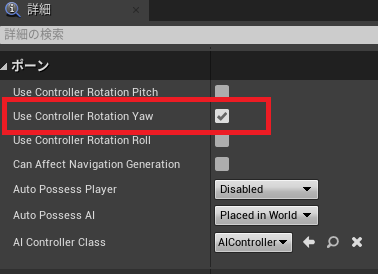 詳細
詳細の検索
ポーン
Use Controller Rotation Pitch
Use Controller Rotation Yaw
Use Controller Rotation Roll
Can Affect Navigation Generation
Auto Possess Player Disabled
Auto Possess AI Placed in World
AI Controller Class AIController